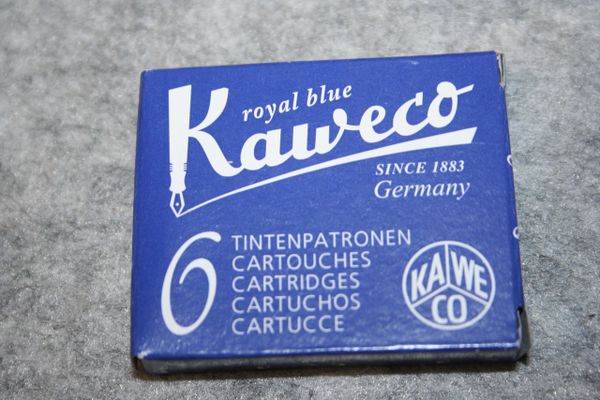 royal blue
Kaweco
SINCE 1883
Germany
6
TINTENPATRONEN
CARTOUCHES
CARTRIDGES
CARTUCHOS
CARTUCCE
KA WE
CO